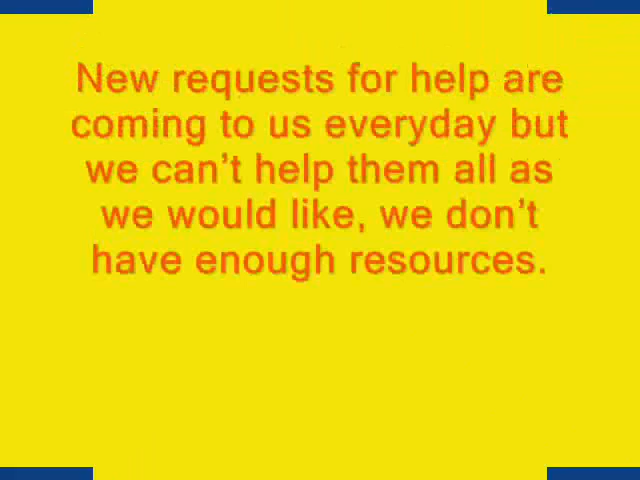 New requests for help are
coming to us everyday but
we can't help them all as
we would like, we don't
have enough resources.